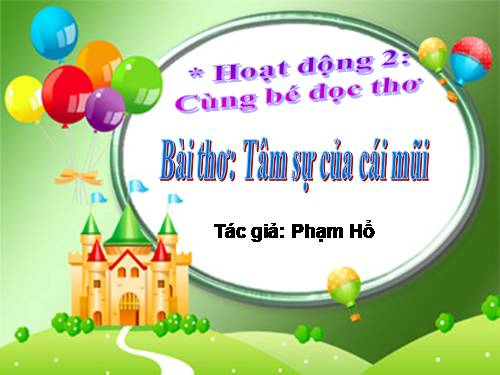 * Hoạt động 2:
Cùng bé đọc thơ
Bài thơ: Tâm sự của cái mũi
Tác giả: Phạm Hổ